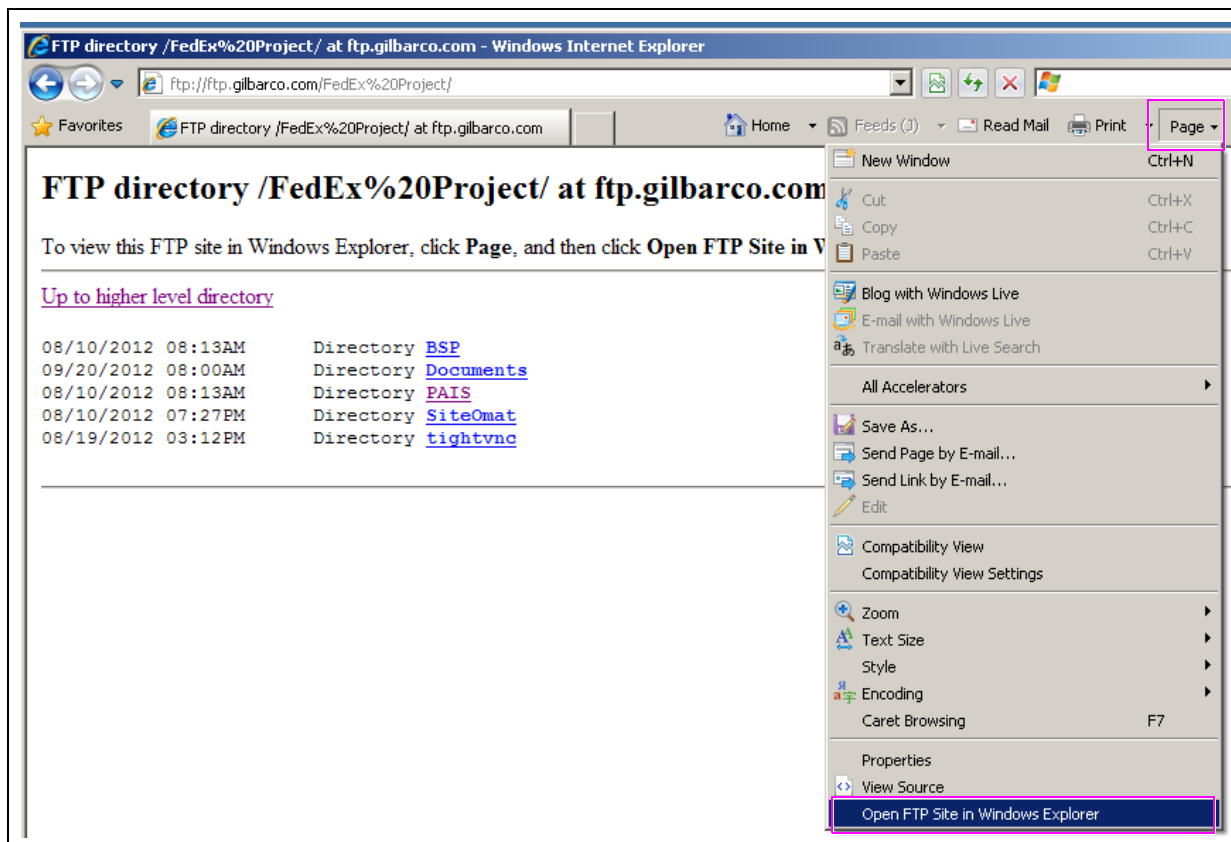 FTP directory /FedEx%20Project/ at ftp.gilbarco.com - Windows Internet Explorer
ftp://ftp.gilbarco.com/FedEx%20Project/
Favorites FTP directory /FedEx%20Project/ at ftp.gilbarco.com Home Feeds (J) Read Mail Print Page
FTP directory /FedEx%20Project/ at ftp.gilbarco.com
To view this FTP site in Windows Explorer, click Page, and then click Open FTP Site in
Up to higher level directory
08/10/2012 08:13AM Directory BSP
09/20/2012 08:00AM Directory Documents
08/10/2012 08:13AM Directory PAIS
08/10/2012 07:27PM Directory SiteOmat
08/19/2012 03:12PM Directory tightvnc
New Window Ctrl+N
Cut Ctrl+X
Copy Ctrl+C
Paste Ctrl+V
Blog with Windows Live
E-mail with Windows Live
Translate with Live Search
All Accelerators
Save As...
Send Page by E-mail...
Send Link by E-mail...
Edit
Compatibility View
Compatibility View Settings
Zoom
Text Size
Style
Encoding
Caret Browsing F7
Properties
View Source
Open FTP Site in Windows Explorer